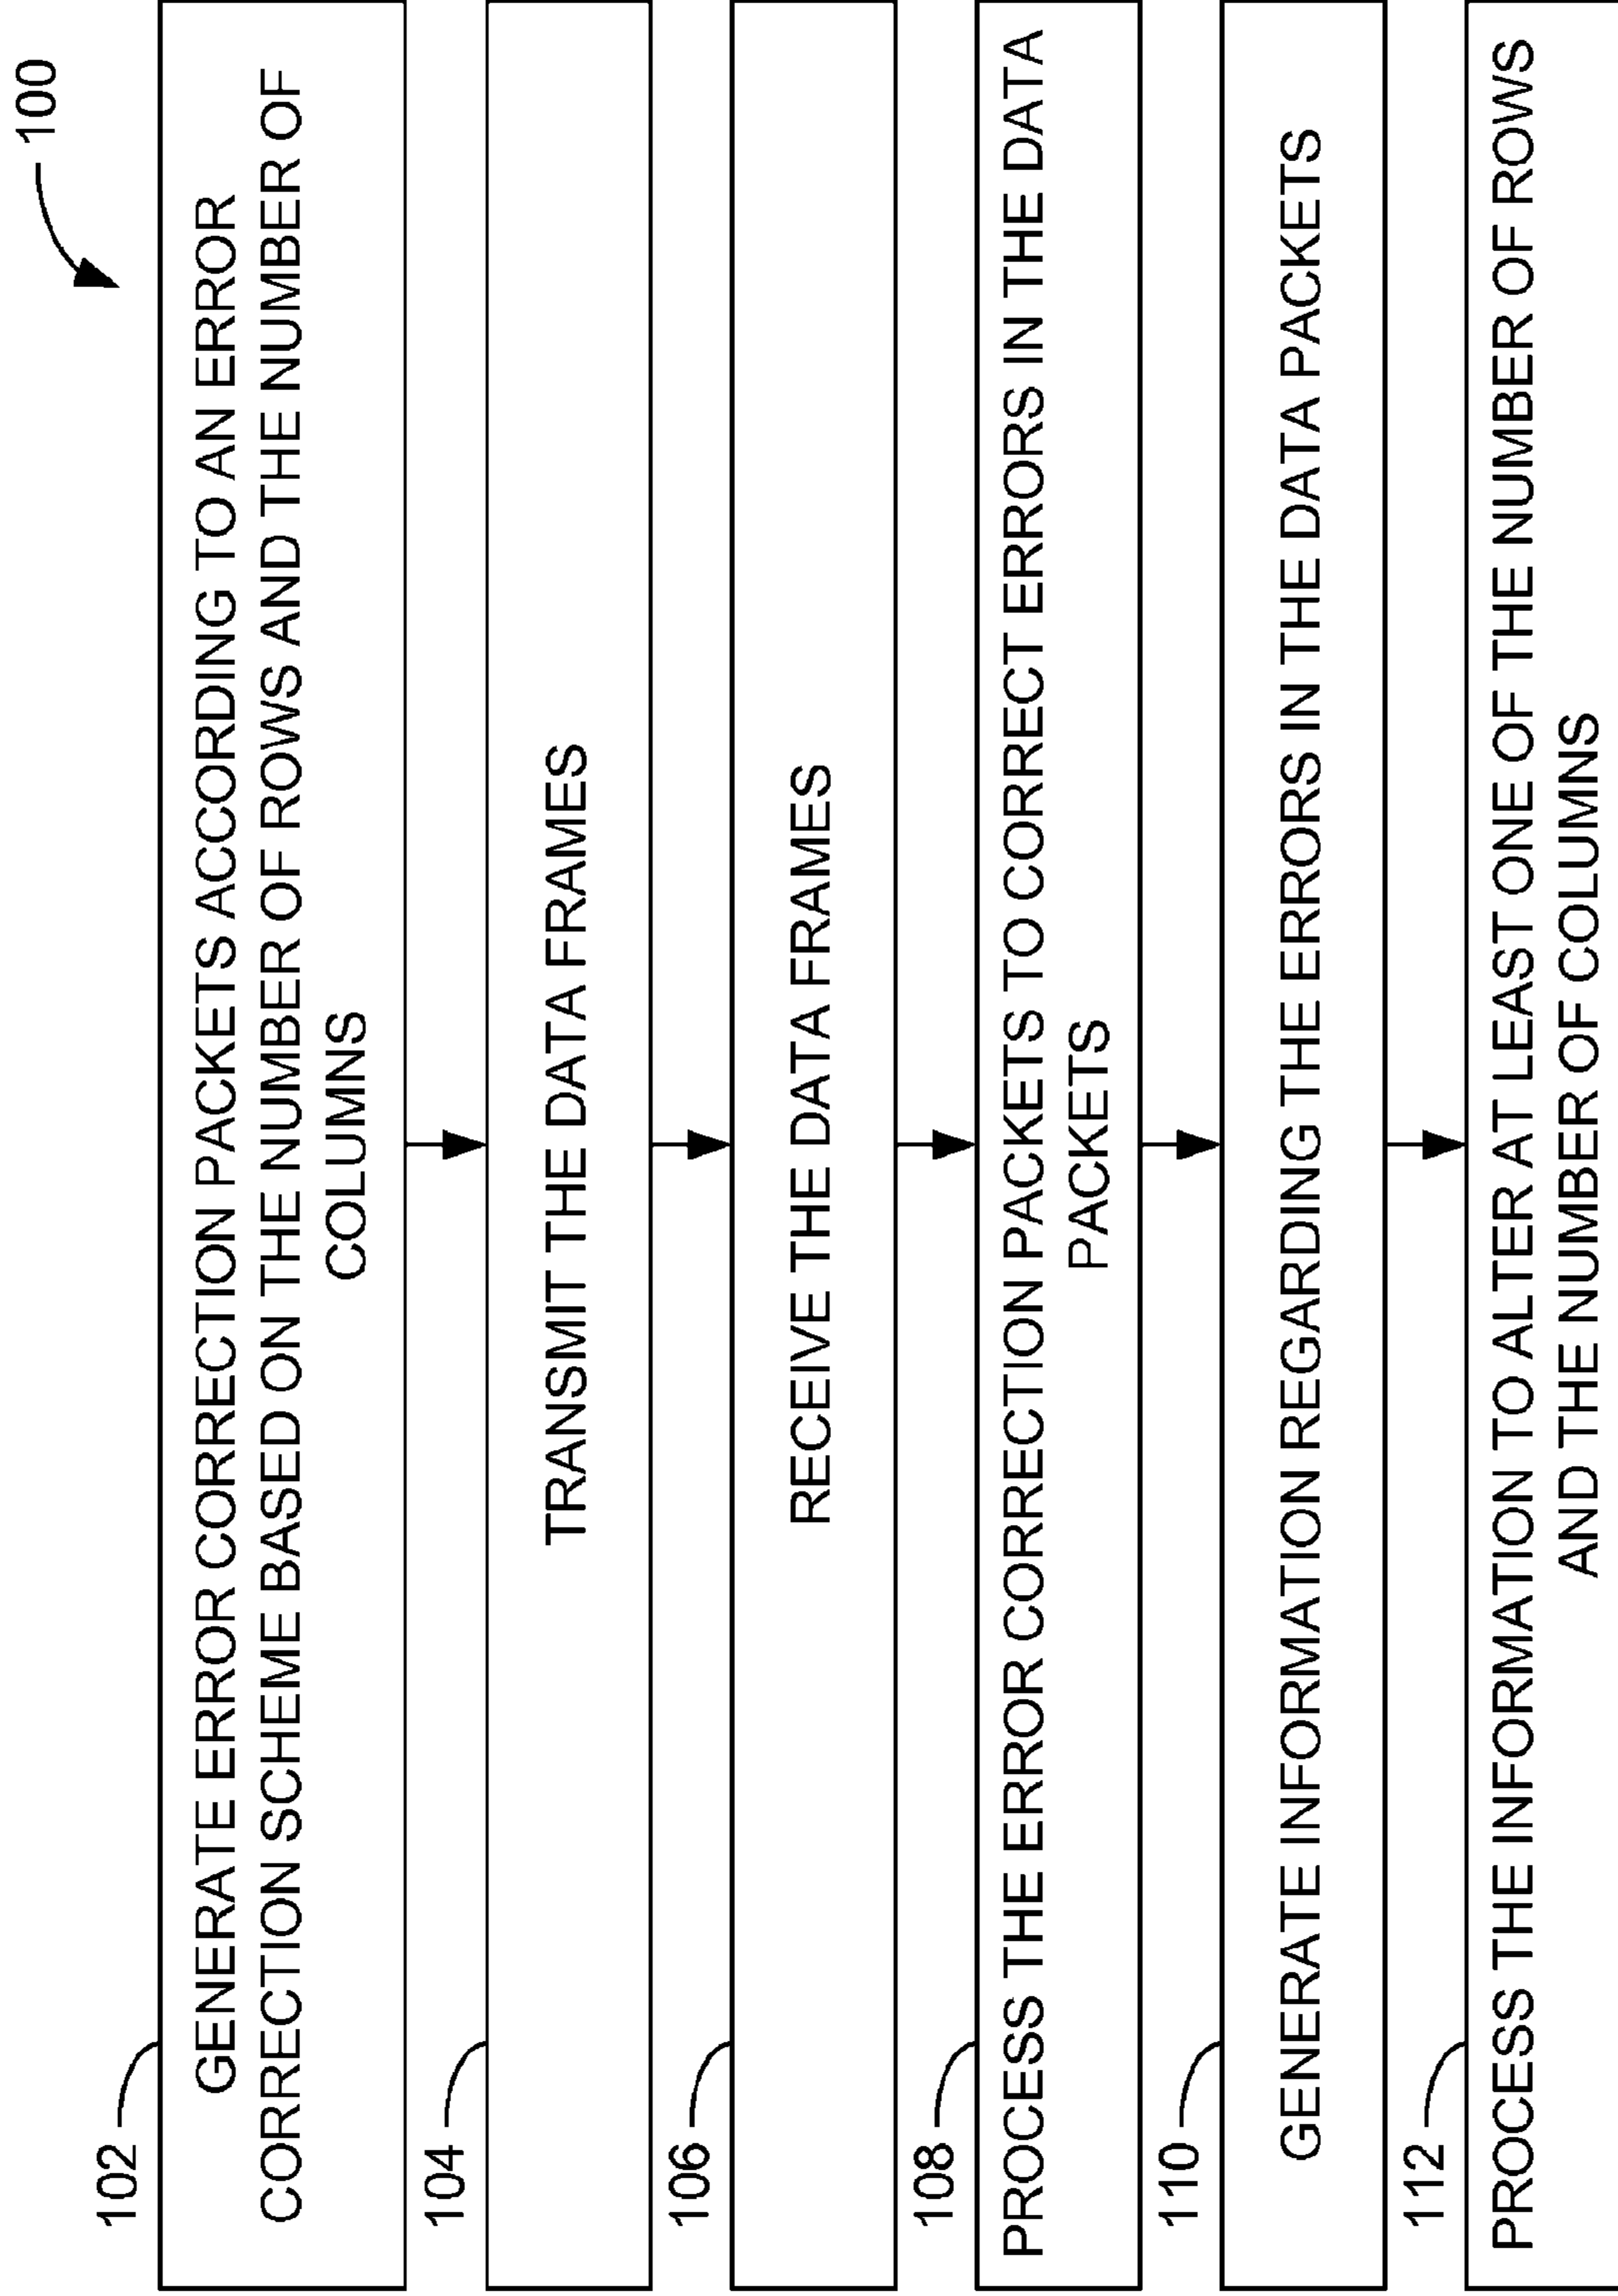 100
102
GENERATE ERROR CORRECTION PACKETS ACCORDING TO AN ERROR
CORRECTION SCHEME BASED ON THE NUMBER OF ROWS AND THE NUMBER OF
COLUMNS
104
TRANSMIT THE DATA FRAMES
106
RECEIVE THE DATA FRAMES
108
PROCESS THE ERROR CORRECTION PACKETS TO CORRECT ERRORS IN THE DATA
PACKETS
110
GENERATE INFORMATION REGARDING THE ERRORS IN THE DATA PACKETS
112
PROCESS THE INFORMATION TO ALTER AT LEAST ONE OF THE NUMBER OF ROWS
AND THE NUMBER OF COLUMNS